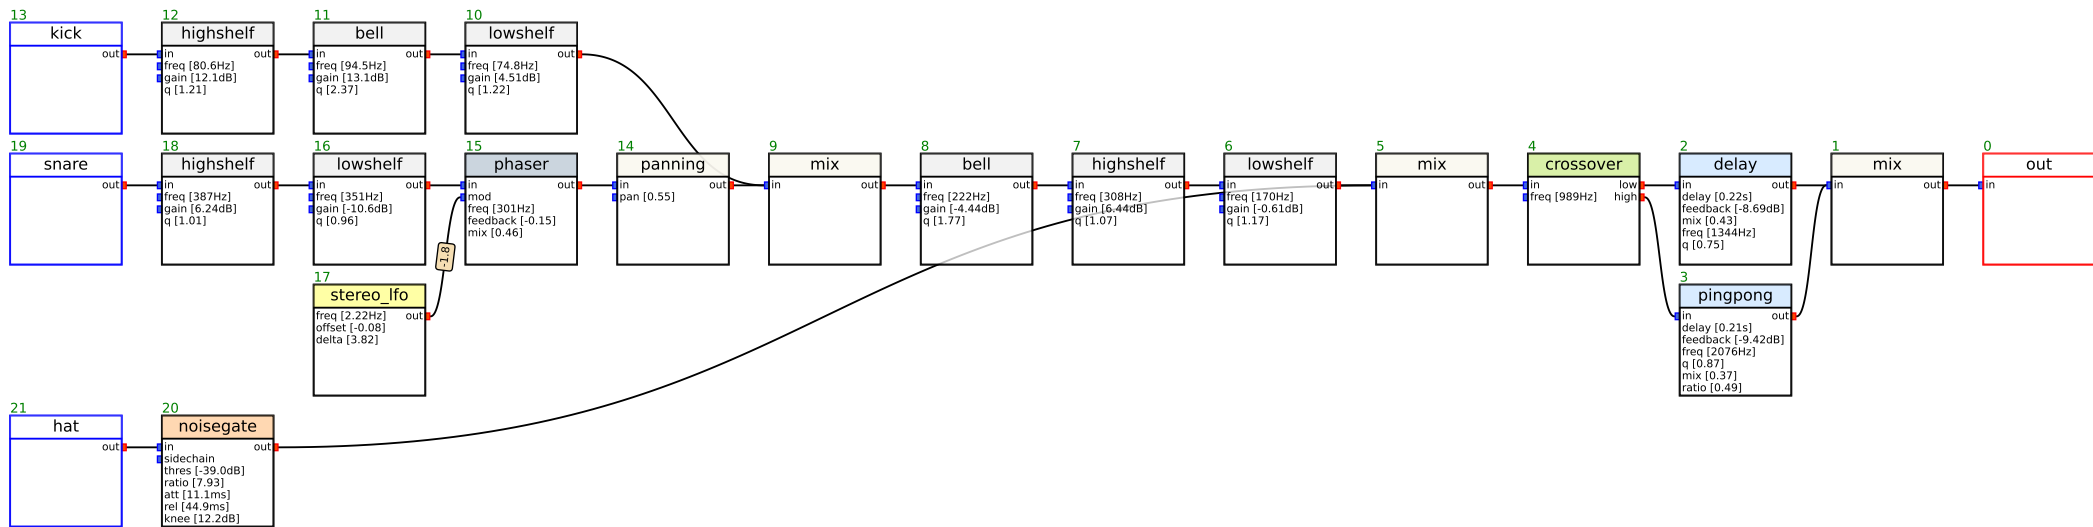 13
kick
out
12
highshelf
in out
freq [80.6Hz]
gain [12.1dB]
q [1.21]
11
bell
in out
freq [94.5Hz]
gain [13.1dB]
q [2.37]
10
lowshelf
in out
freq [74.8Hz]
gain [4.51dB]
q [1.22]
19
snare
out
18
highshelf
in out
freq [387Hz]
gain [6.24dB]
q [1.01]
16
lowshelf
in out
freq [351Hz]
gain [-10.6dB]
q [0.96]
15
phaser
in out
mod
freq [301Hz]
feedback [-0.15]
mix [0.46]
14
panning
in out
pan [0.55]
9
mix
in out
8
bell
in out
freq [222Hz]
gain [-4.44dB]
q [1.77]
7
highshelf
in out
freq [308Hz]
gain [6.44dB]
q [1.07]
6
lowshelf
in out
freq [170Hz]
gain [-0.61dB]
q [1.17]
5
mix
in out
4
crossover
in low
freq [989Hz] high
2
delay
in out
delay [0.22s]
feedback [-8.69dB]
mix [0.43]
freq [1344Hz]
q [0.75]
1
mix
in out
0
out
in
-1.8
17
stereo_lfo
freq [2.22Hz] out
offset [-0.08]
delta [3.82]
3
pingpong
in out
delay [0.21s]
feedback [-9.42dB]
freq [2076Hz]
q [0.87]
mix [0.37]
ratio [0.49]
21
hat
out
20
noisegate
in out
sidechain
thres [-39.0dB]
ratio [7.93]
att [11.1ms]
rel [44.9ms]
knee [12.2dB]